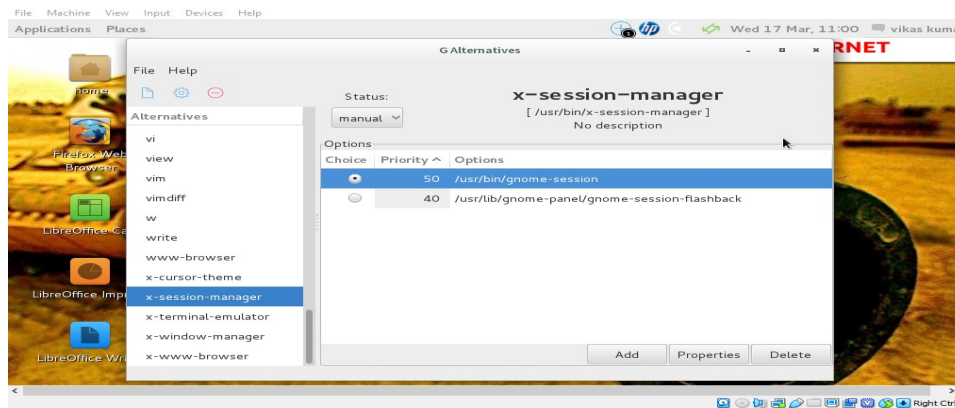 File Machine View Input Devices Help
Applications Places
1
hp
Wed 17 Mar, 11:00 vikas kuma
RNET
G Alternatives
File Help
home
Firefox Web
Browser
LibreOffice Ca
LibreOffice Imp
LibreOffice Wri
Alternatives
vi
view
vim
vimdiff
w
write
www-browser
x-cursor-theme
x-session-manager
x-terminal-emulator
x-window-manager
x-www-browser
Status:
manual
x-session-manager
[ /usr/bin/x-session-manager ]
No description
Options
Choice Priority Options
50 /usr/bin/gnome-session
40 /usr/lib/gnome-panel/gnome-session-flashback
Add Properties Delete
Right Ctrl